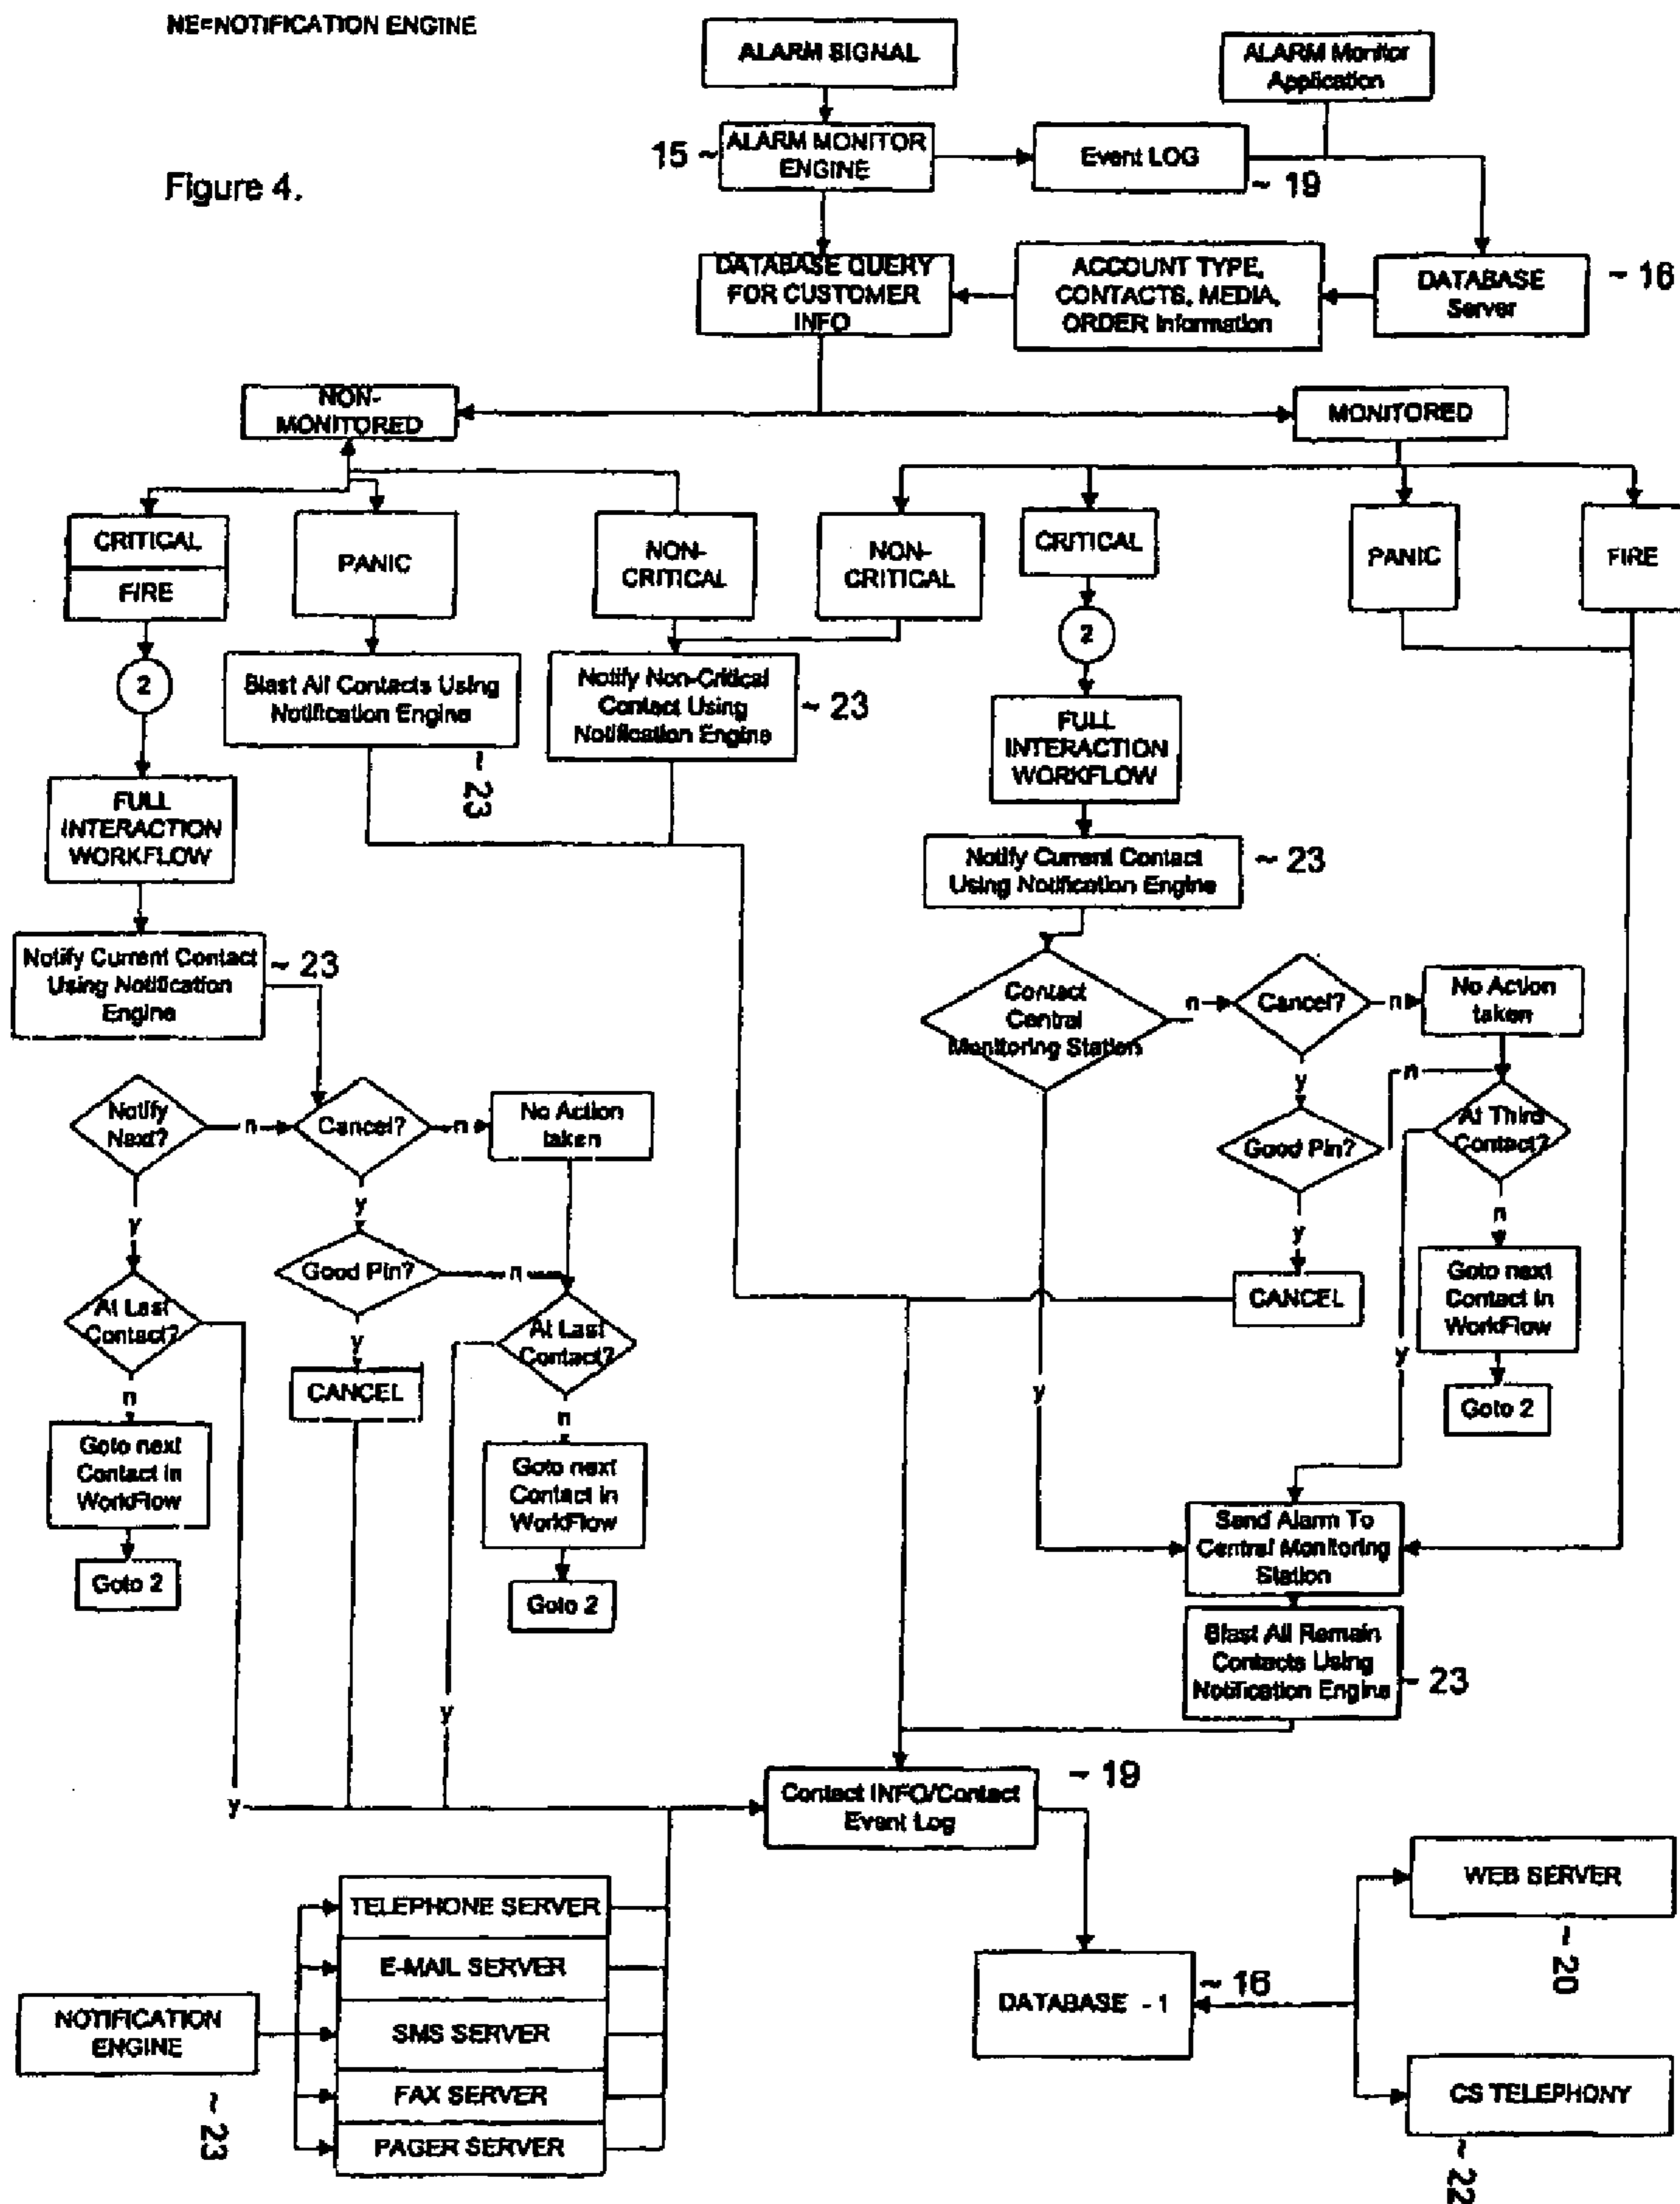 NE=NOTIFICATION ENGINE
Figure 4.
ALARM SIGNAL
ALARM Monitor
Application
15 ~
ALARM MONITOR
ENGINE
Event LOG
~ 19
DATABASE QUERY
FOR CUSTOMER
INFO
ACCOUNT TYPE,
CONTACTS, MEDIA,
ORDER Information
DATABASE
Server
~ 16
NON-
MONITORED
MONITORED
CRITICAL
FIRE
PANIC
NON-
CRITICAL
NON-
CRITICAL
CRITICAL
PANIC
FIRE
2
2
Blast All Contacts Using
Notification Engine
~ 23
Notify Non-Critical
Contact Using
Notification Engine
~ 23
FULL
INTERACTION
WORKFLOW
FULL
INTERACTION
WORKFLOW
Notify Current Contact
Using Notification
Engine
~ 23
Notify Current Contact
Using Notification Engine
~ 23
Contact
Central
Monitoring Station
n
Cancel?
n
No Action
taken
y
n
Good Pin?
At Third
Contact?
y
n
CANCEL
Goto next
Contact in
WorkFlow
y
Goto 2
y
Notify
Next?
n
Cancel?
n
No Action
taken
y
y
Good Pin?
n
At Last
Contact?
y
At Last
Contact?
n
CANCEL
n
Goto next
Contact in
WorkFlow
Goto next
Contact in
WorkFlow
Goto 2
Goto 2
Send Alarm To
Central Monitoring
Station
Blast All Remain
Contacts Using
Notification Engine
~ 23
y
y
Contact INFO/Contact
Event Log
~ 19
TELEPHONE SERVER
E-MAIL SERVER
SMS SERVER
FAX SERVER
PAGER SERVER
NOTIFICATION
ENGINE
~ 23
DATABASE - 1
~ 16
WEB SERVER
~ 20
CS TELEPHONY
~ 22